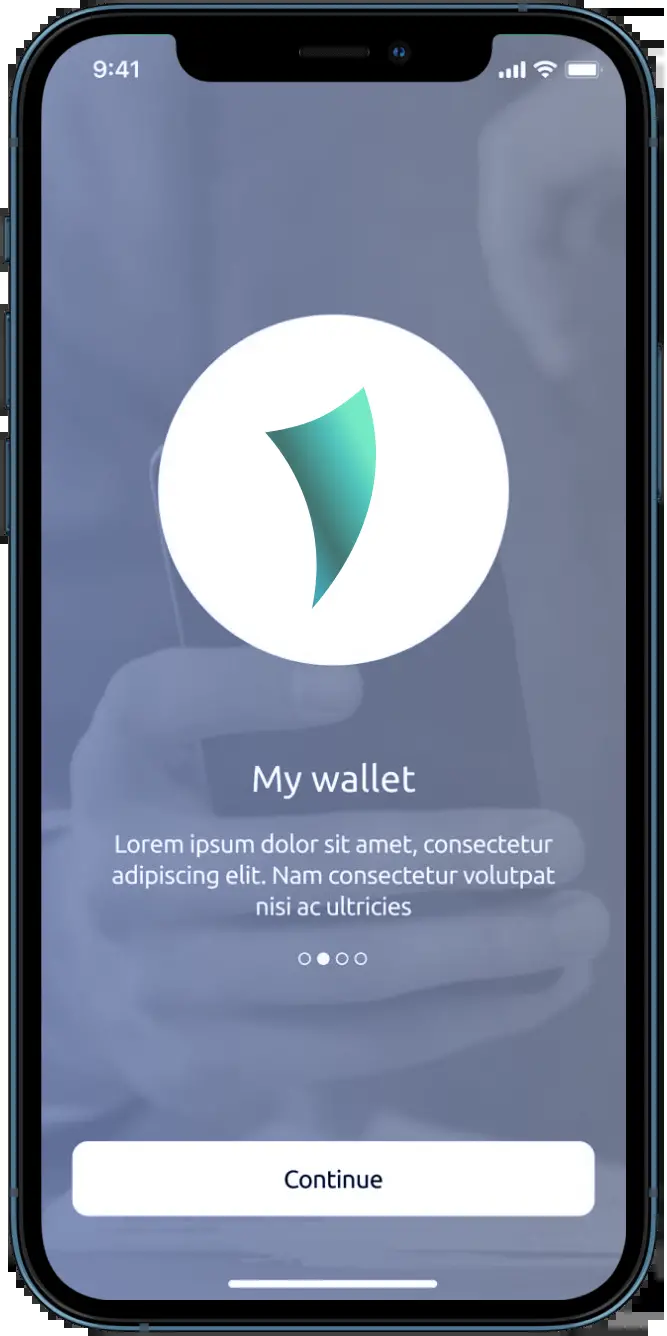 9:41
My wallet
Lorem ipsum dolor sit amet, consectetur
adipiscing elit. Nam consectetur volutpat
nisi ac ultricies
Continue